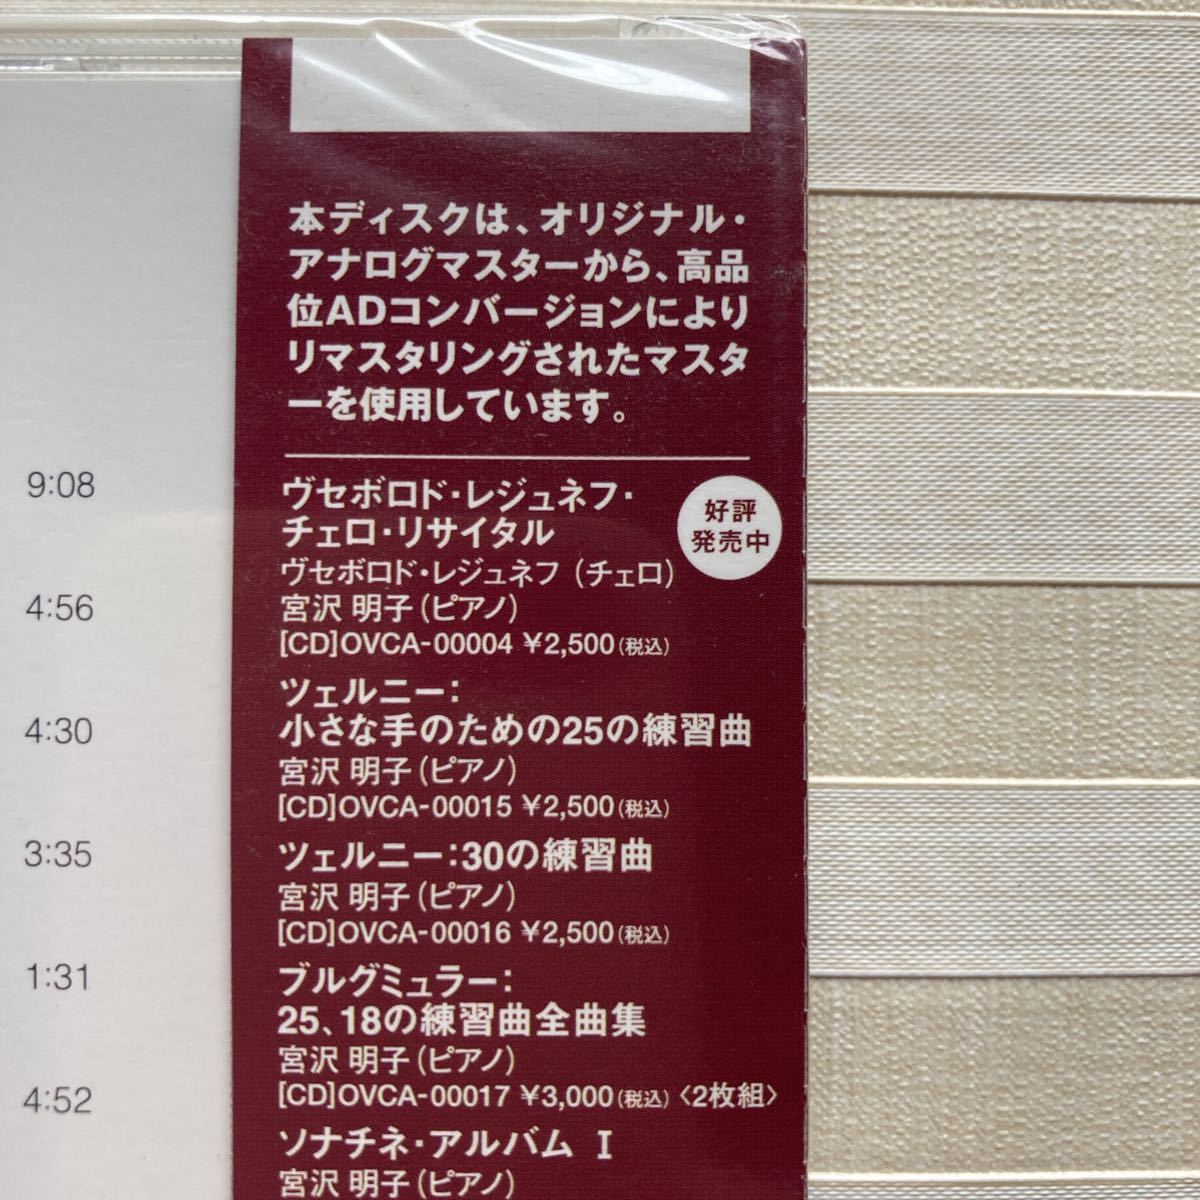 本ディスクは、オリジナル・
アナログマスターから、高品
位ADコンバージョンにより
リマスタリングされたマスタ
ーを使用しています。
ヴセボロド・レジュネフ・
チェロ・リサイタル
好評
発売中
ヴセボロド・レジュネフ (チェロ)
宮沢 明子(ピアノ)
[CD]OVCA-00004 ¥2,500(税込)
ツェルニー:
小さな手のための25の練習曲
宮沢 明子(ピアノ)
[CD]OVCA-00015 ¥2,500(税込)
ツェルニー:30の練習曲
宮沢 明子(ピアノ)
[CD]OVCA-00016 ¥2,500(税込)
ブルグミュラー:
25、18の練習曲全曲集
宮沢 明子(ピアノ)
[CD]OVCA-00017 ¥3,000(税込)〈2枚組〉
ソナチネ・アルバム I
宮沢 明子(ピアノ)
9:08
4:56
4:30
3:35
1:31
4:52